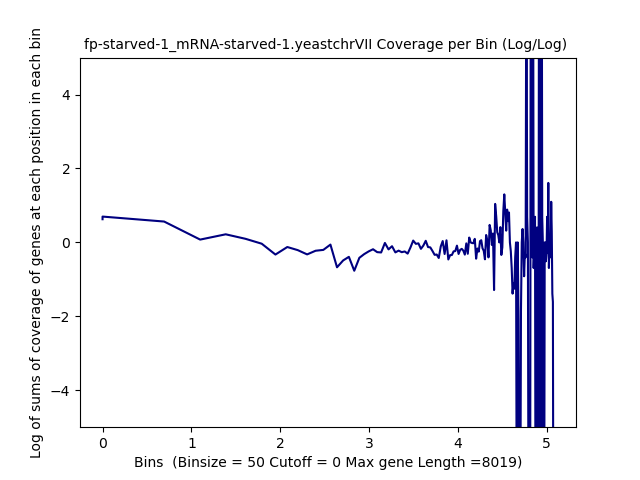 fp-starved-1_mRNA-starved-1.yeastchrVII Coverage per Bin (Log/Log)
Log of sums of coverage of genes at each position in each bin
4
2
0
−2
−4
0 1 2 3 4 5
Bins  (Binsize = 50 Cutoff = 0 Max gene Length =8019)